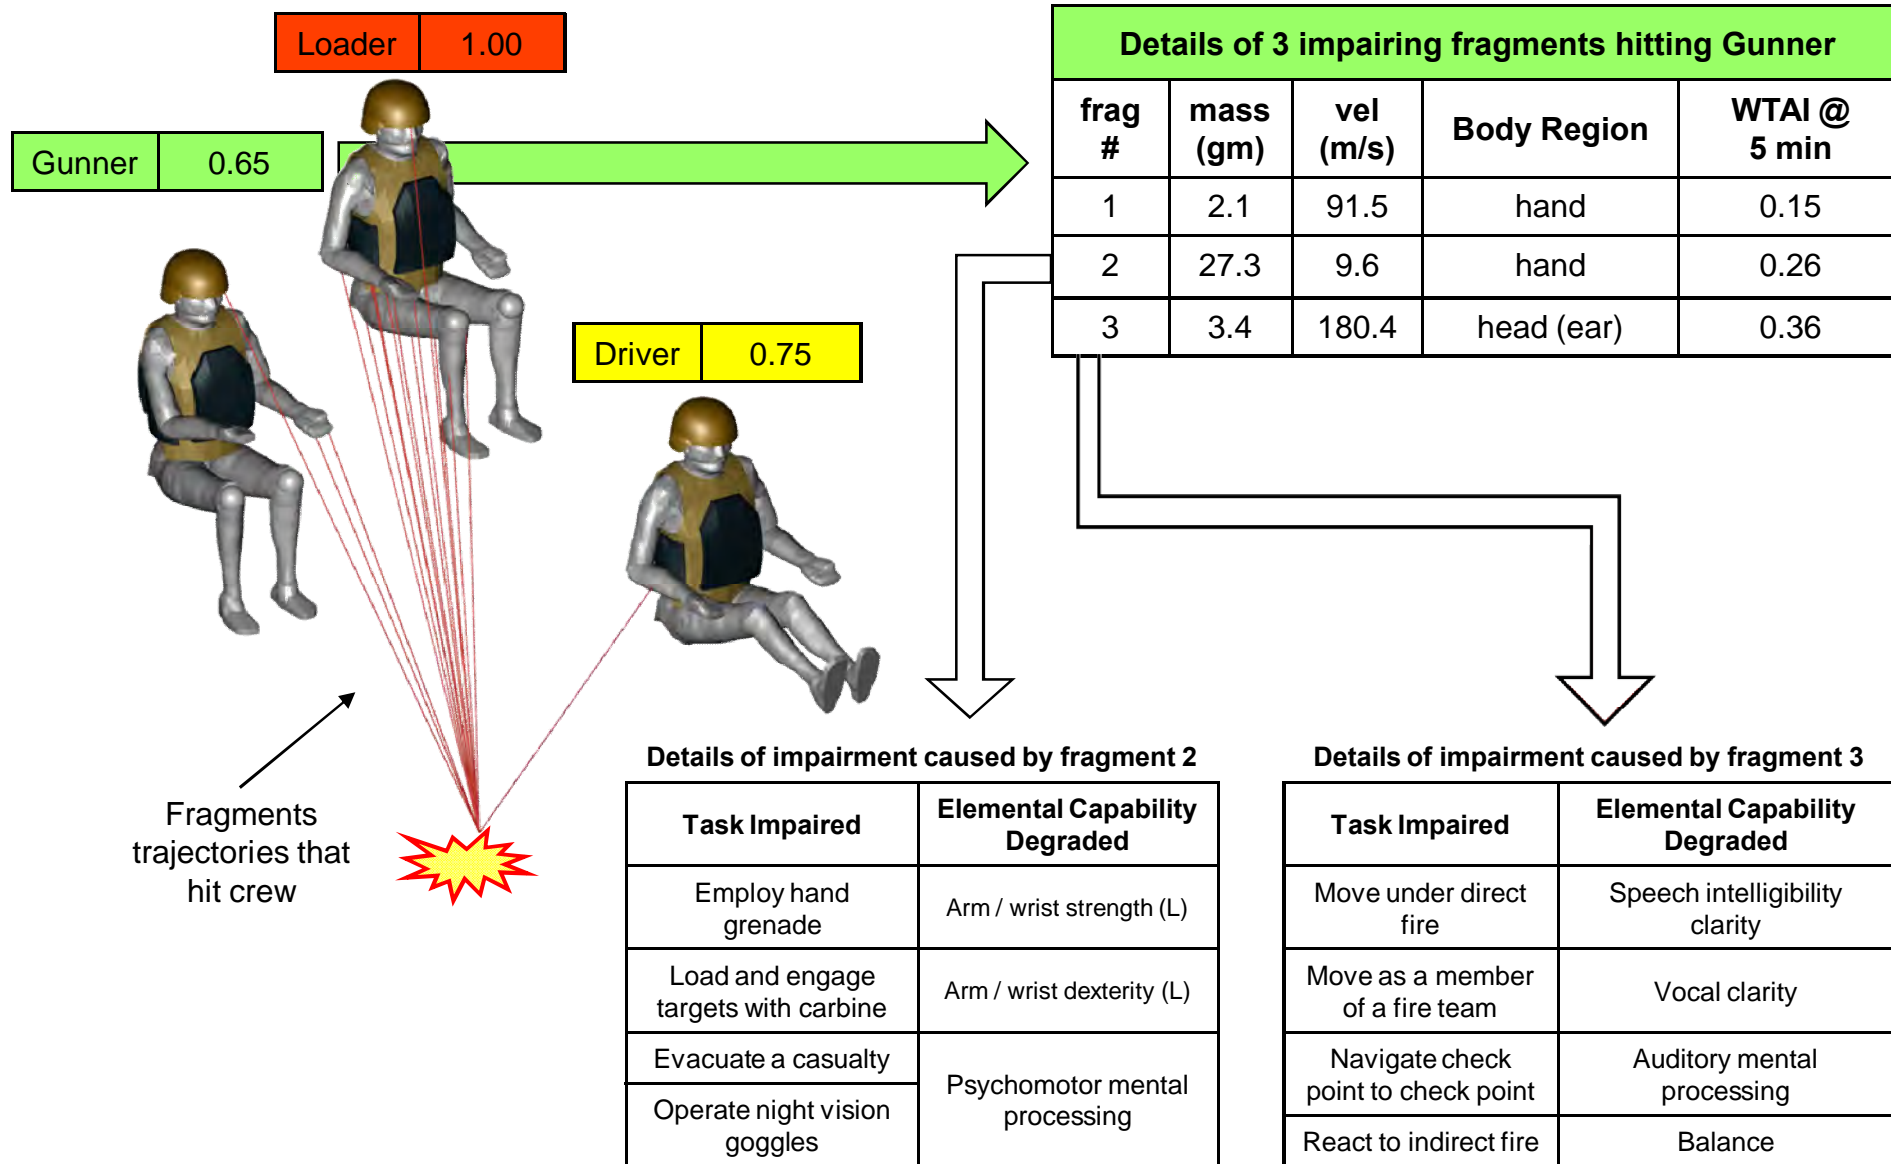 Loader 1.00
Gunner 0.65
Driver 0.75
Fragments
trajectories that
hit crew
Details of 3 impairing fragments hitting Gunner
frag # mass (gm) vel (m/s) Body Region WTAI @ 5 min
1 2.1 91.5 hand 0.15
2 27.3 9.6 hand 0.26
3 3.4 180.4 head (ear) 0.36
Details of impairment caused by fragment 2
Task Impaired
Elemental Capability
Degraded
Employ hand
grenade
Arm / wrist strength (L)
Load and engage
targets with carbine
Arm / wrist dexterity (L)
Evacuate a casualty
Operate night vision
goggles
Psychomotor mental
processing
Details of impairment caused by fragment 3
Task Impaired
Elemental Capability
Degraded
Move under direct
fire
Speech intelligibility
clarity
Move as a member
of a fire team
Vocal clarity
Navigate check
point to check point
Auditory mental
processing
React to indirect fire
Balance